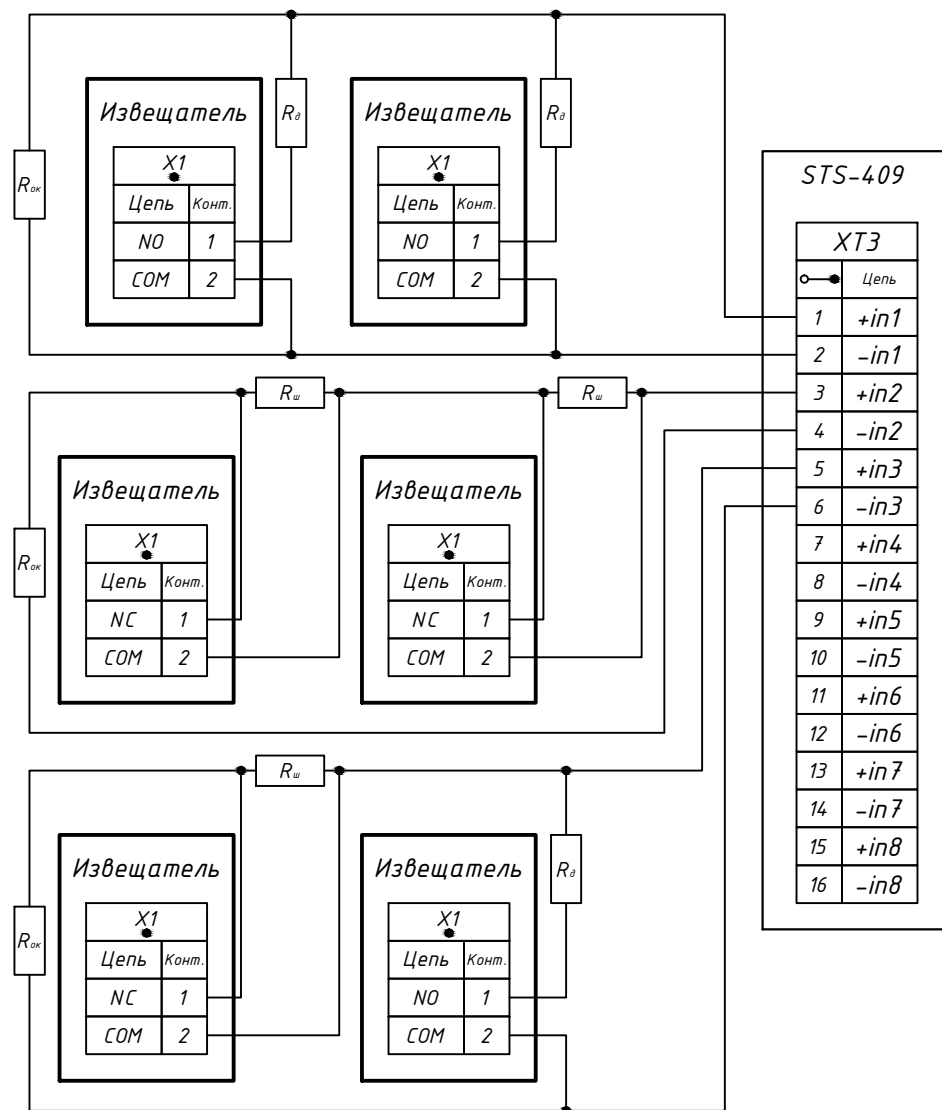 Извещатель
X1
Цепь Конт.
NO 1
COM 2
Rд
Извещатель
X1
Цепь Конт.
NO 1
COM 2
Rд
Rок
Rш
Rш
Извещатель
X1
Цепь Конт.
NC 1
COM 2
Извещатель
X1
Цепь Конт.
NC 1
COM 2
Rок
Rш
Извещатель
X1
Цепь Конт.
NC 1
COM 2
Извещатель
X1
Цепь Конт.
NO 1
COM 2
Rд
Rок
STS-409
XT3
Цепь
1 +in1
2 -in1
3 +in2
4 -in2
5 +in3
6 -in3
7 +in4
8 -in4
9 +in5
10 -in5
11 +in6
12 -in6
13 +in7
14 -in7
15 +in8
16 -in8